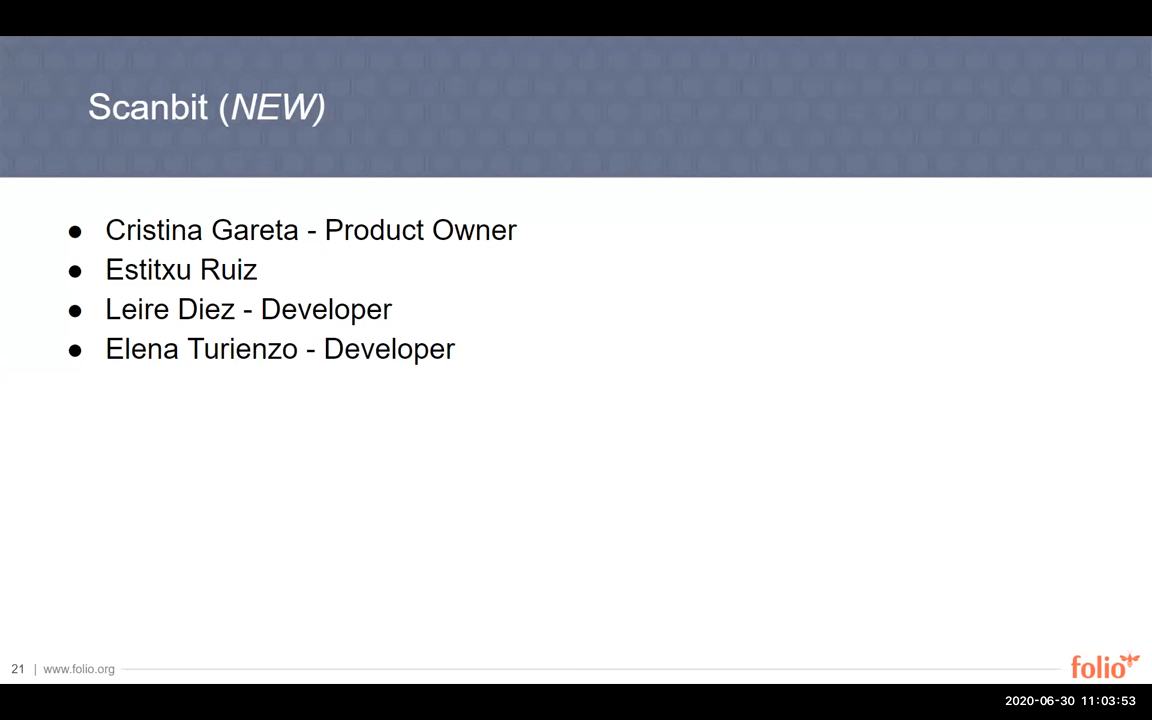 Scanbit (NEW)
● Cristina Gareta - Product Owner
● Estitxu Ruiz
● Leire Diez - Developer
● Elena Turienzo - Developer
21 | www.folio.org
folio
2020-06-30 11:03:53